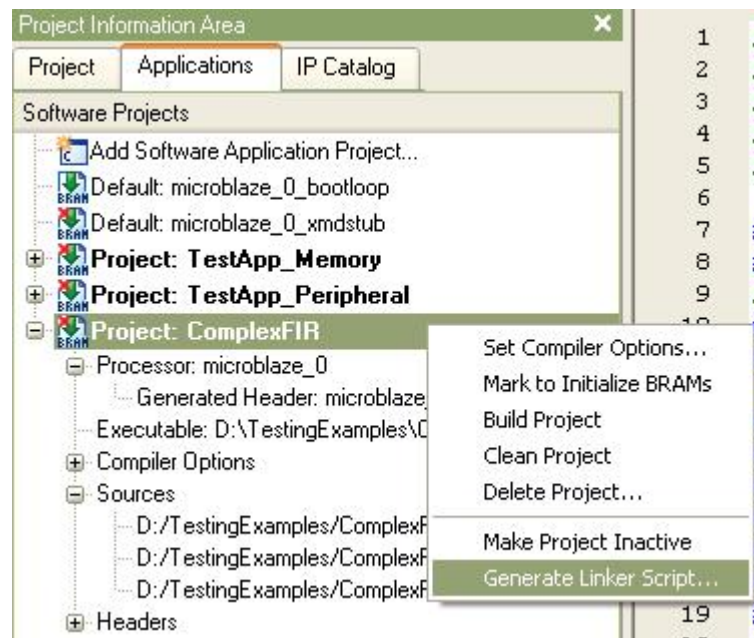 Project Information Area
Project Applications IP Catalog
Software Projects
Add Software Application Project...
Default: microblaze_0_bootloop
Default: microblaze_0_xmdstub
Project: TestApp_Memory
Project: TestApp_Peripheral
Project: ComplexFIR
Processor: microblaze_0
Generated Header: microblaze_
Executable: D:\TestingExamples\C
Compiler Options
Sources
D:/TestingExamples/ComplexF
D:/TestingExamples/ComplexF
D:/TestingExamples/ComplexF
Headers
Set Compiler Options...
Mark to Initialize BRAMs
Build Project
Clean Project
Delete Project...
Make Project Inactive
Generate Linker Script...
1
2
3
4
5
6
7
8
9
19